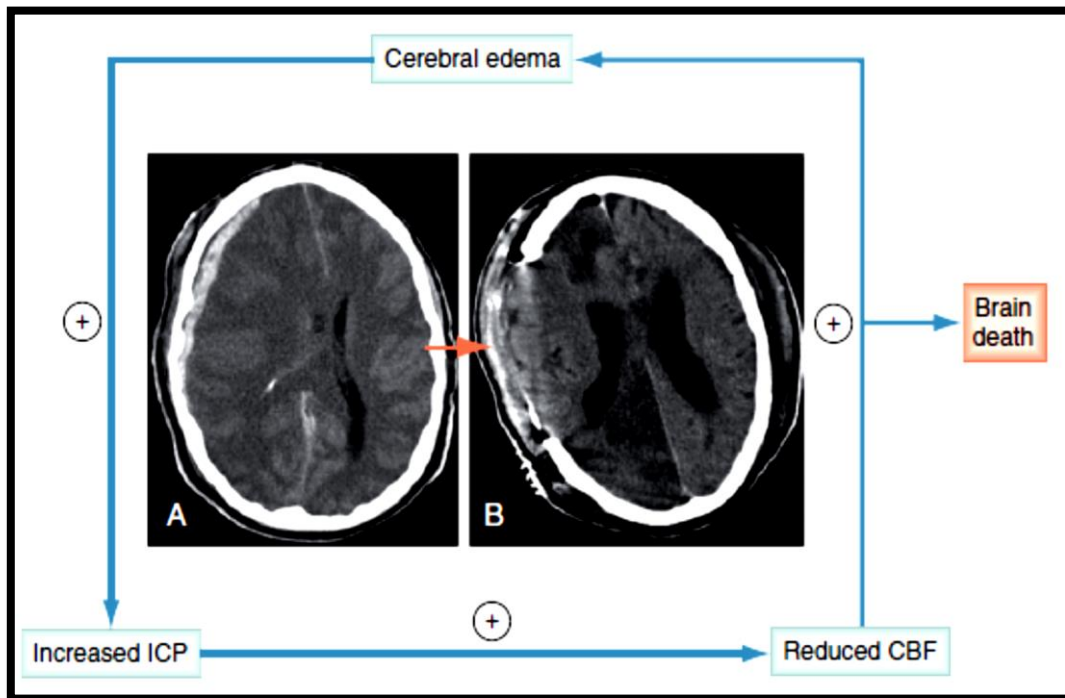 Cerebral edema
+
+
Brain
death
A
B
+
Increased ICP
Reduced CBF